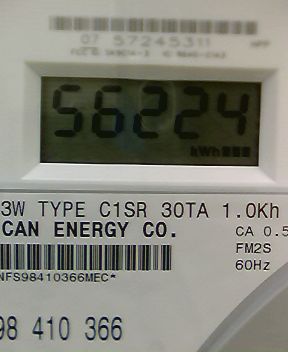 07 57245311
56224
kWh
3W TYPE C1SR 30TA 1.0Kh
CAN ENERGY CO.
CA 0.5
FM2S
60Hz
NFS98410366MEC*
98 410 366